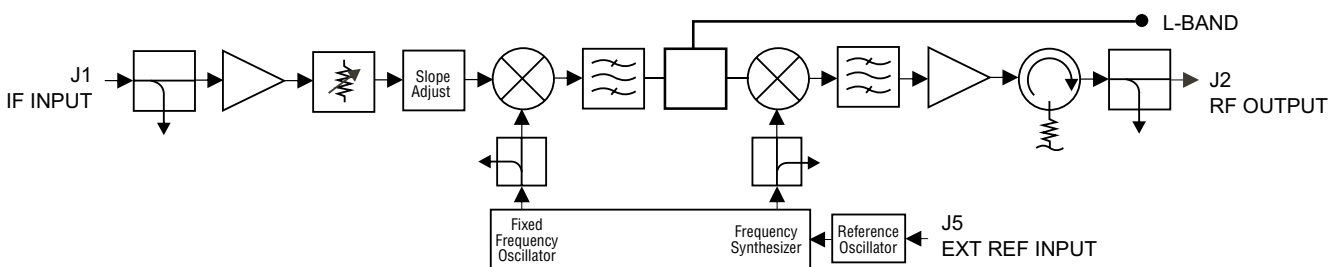 L-BAND
J1
IF INPUT
Slope
Adjust
J2
RF OUTPUT
Fixed
Frequency
Oscillator
Frequency
Synthesizer
Reference
Oscillator
J5
EXT REF INPUT